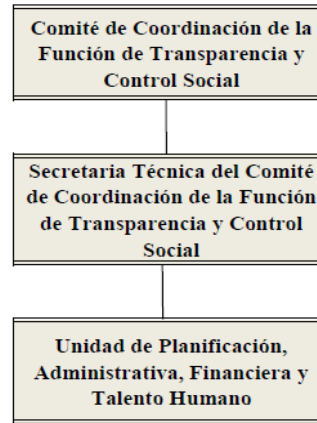 Comité de Coordinación de la
Función de Transparencia y
Control Social
Secretaria Técnica del Comité
de Coordinación de la Función
de Transparencia y Control
Social
Unidad de Planificación,
Administrativa, Financiera y
Talento Humano